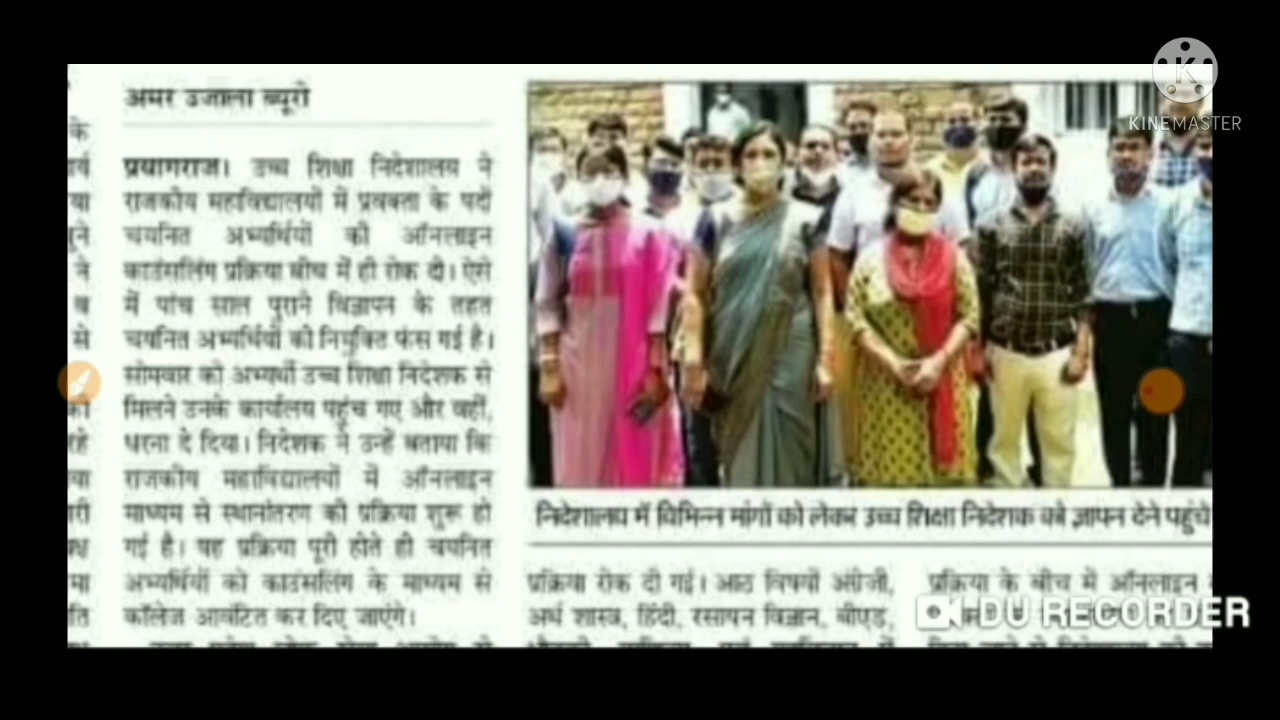 अमर उजाला ब्यूरो
प्रयागराज। उच्च शिक्षा निदेशालय ने
राजकीय महाविद्यालयों में प्रवक्ता के पदों
चयनित अभ्यर्थियों की ऑनलाइन
काउंसलिंग प्रक्रिया बीच में ही रोक दी। ऐसे
में पांच साल पुराने विज्ञापन के तहत
चयनित अभ्यर्थियों की नियुक्ति फंस गई है।
सोमवार को अभ्यर्थी उच्च शिक्षा निदेशक से
मिलने उनके कार्यालय पहुंच गए और वहीं,
धरना दे दिया। निदेशक ने उन्हें बताया कि
राजकीय महाविद्यालयों में ऑनलाइन
माध्यम से स्थानांतरण की प्रक्रिया शुरू हो
गई है। यह प्रक्रिया पूरी होते ही चयनित
अभ्यर्थियों को काउंसलिंग के माध्यम से
कॉलेज आवंटित कर दिए जाएंगे।
निदेशालय में विभिन्न मांगों को लेकर उच्च शिक्षा निदेशक को ज्ञापन देने पहुंचे
प्रक्रिया रोक दी गई। आठ विषयों अंग्रेजी,
अर्थ शास्त्र, हिंदी, रसायन विज्ञान, बीएड,
प्रक्रिया के बीच में ऑनलाइन
KINEMASTER
DU RECORDER